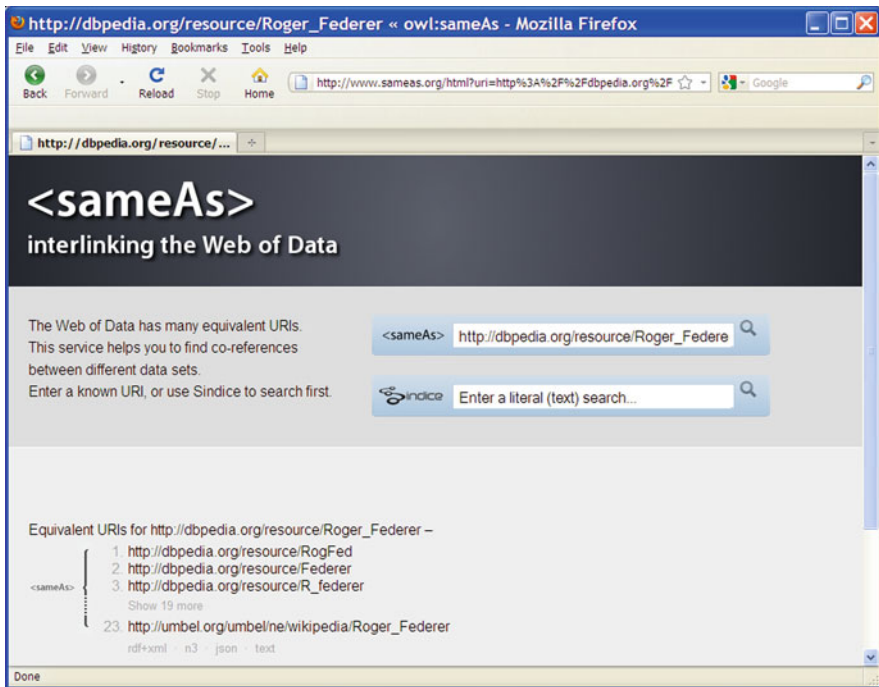 http://dbpedia.org/resource/Roger_Federer « owl:sameAs - Mozilla Firefox
File Edit View History Bookmarks Tools Help
Back Forward Reload Stop Home http://www.sameas.org/html?uri=http%3A%2F%2Fdbpedia.org%2F Google
http://dbpedia.org/resource/...
<sameAs>
interlinking the Web of Data
The Web of Data has many equivalent URIs.
This service helps you to find co-references
between different data sets.
Enter a known URI, or use Sindice to search first.
<sameAs> http://dbpedia.org/resource/Roger_Federe
Sindice Enter a literal (text) search...
Equivalent URIs for http://dbpedia.org/resource/Roger_Federer –
<sameAs>
1. http://dbpedia.org/resource/RogFed
2. http://dbpedia.org/resource/Federer
3. http://dbpedia.org/resource/R_federer
Show 19 more
23. http://umbel.org/umbel/ne/wikipedia/Roger_Federer
rdf+xml · n3 · json · text
Done